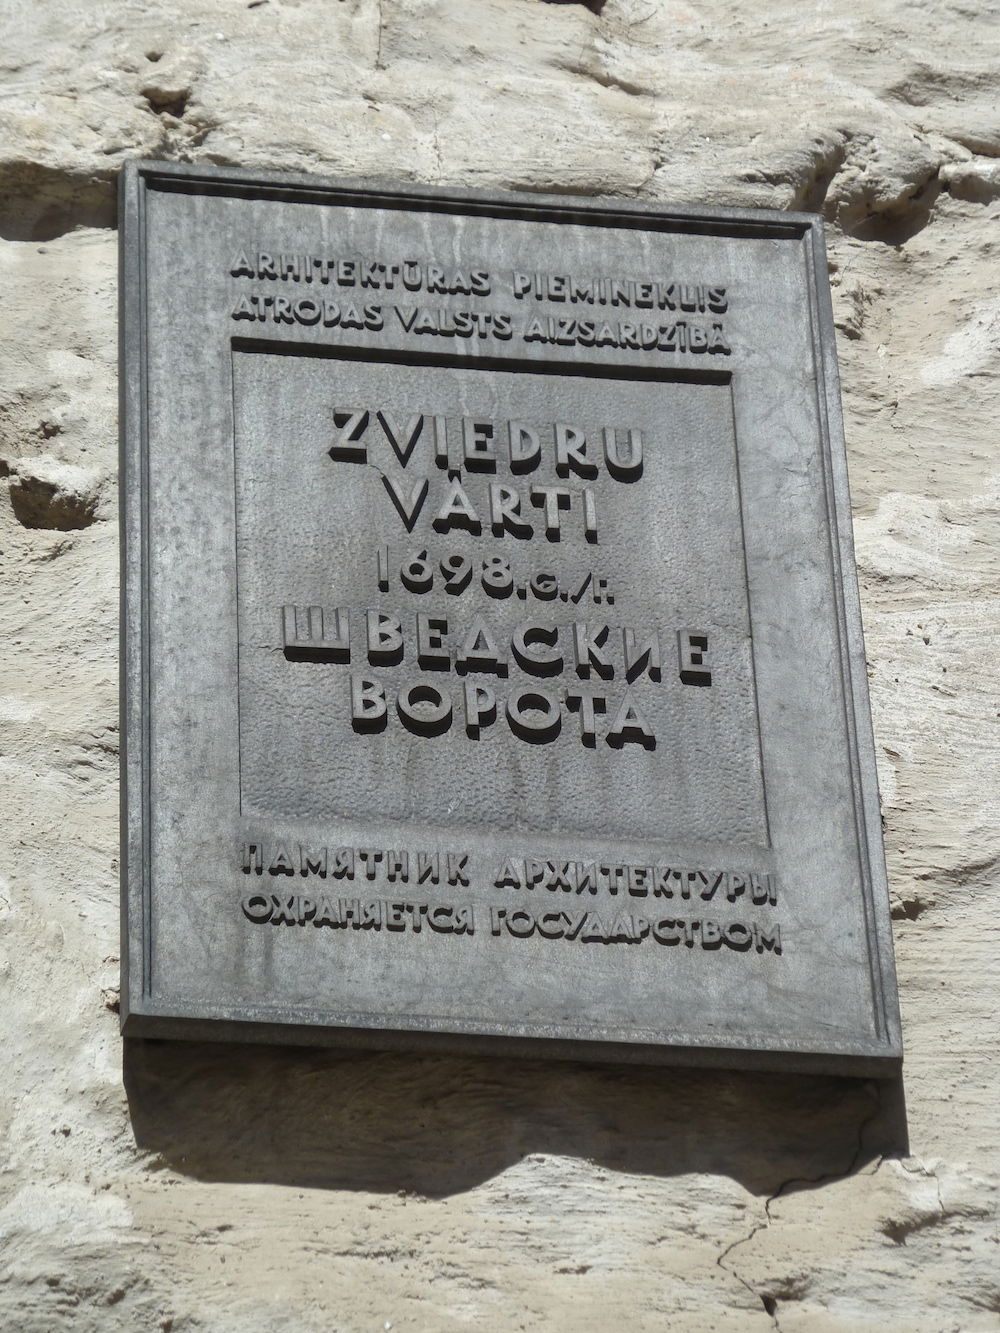 ARHITEKTŪRAS PIEMINEKLIS
ATRODAS VALSTS AIZSARDZĪBĀ
ZVIEDRU
VĀRTI
1698.G./Г.
ШВЕДСКИЕ
ВОРОТА
ПАМЯТНИК АРХИТЕКТУРЫ
ОХРАНЯЕТСЯ ГОСУДАРСТВОМ